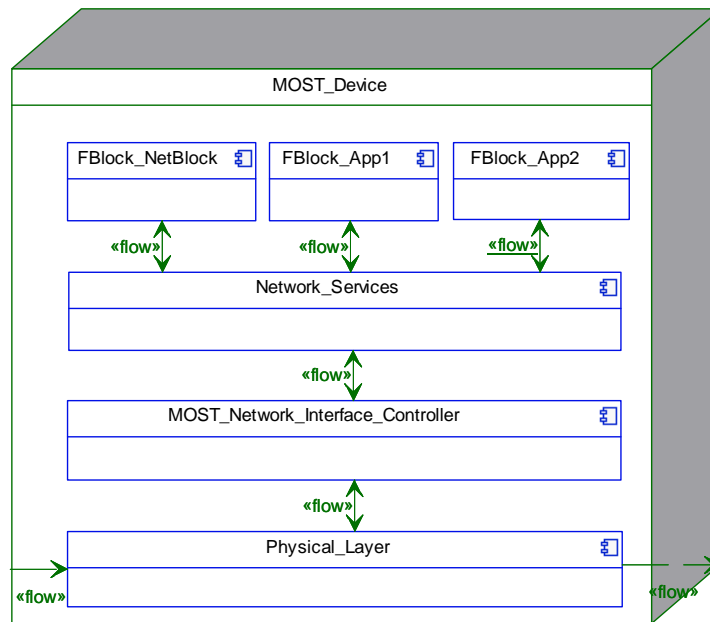 MOST_Device
FBlock_NetBlock
FBlock_App1
FBlock_App2
«flow»
«flow»
«flow»
Network_Services
«flow»
MOST_Network_Interface_Controller
«flow»
Physical_Layer
«flow»
«flow»